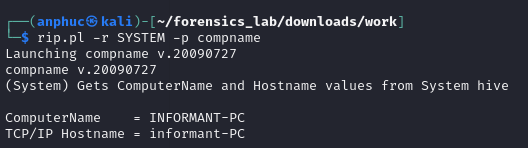 ┌──(anphuc㉿kali)-[~/forensics_lab/downloads/work]
└─$ rip.pl -r SYSTEM -p compname
Launching compname v.20090727
compname v.20090727
(System) Gets ComputerName and Hostname values from System hive

ComputerName    = INFORMANT-PC
TCP/IP Hostname = informant-PC